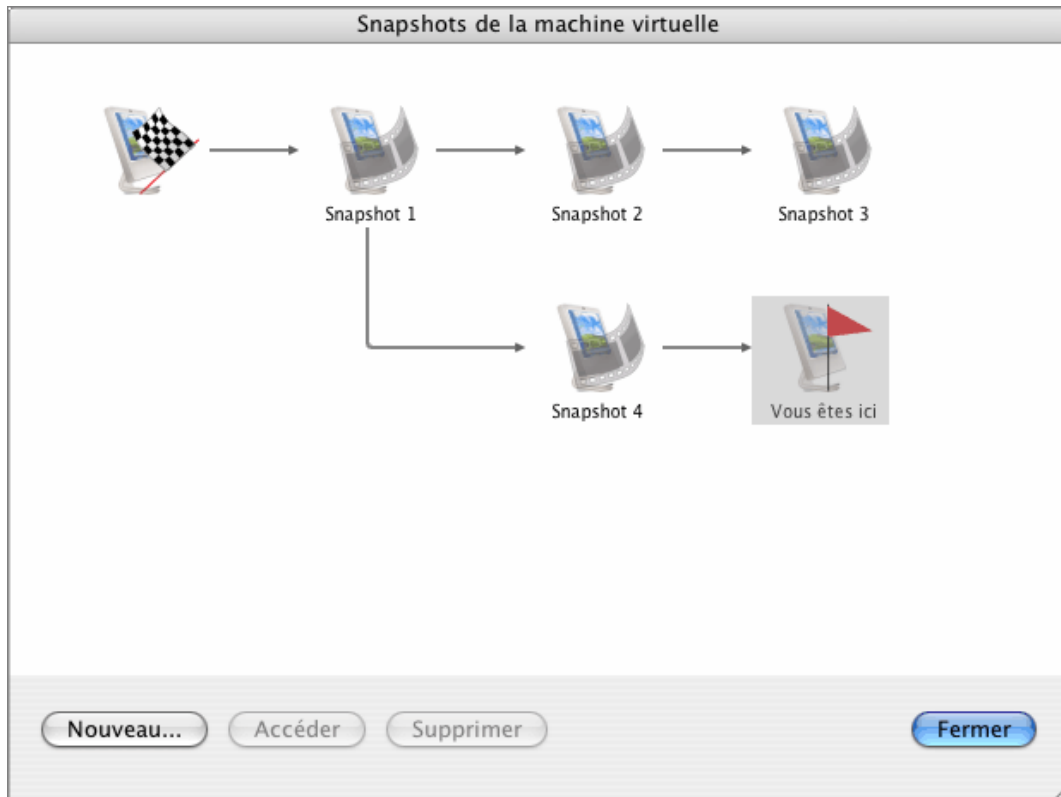 Snapshots de la machine virtuelle
Snapshot 1
Snapshot 2
Snapshot 3
Snapshot 4
Vous êtes ici
Nouveau...
Accéder
Supprimer
Fermer